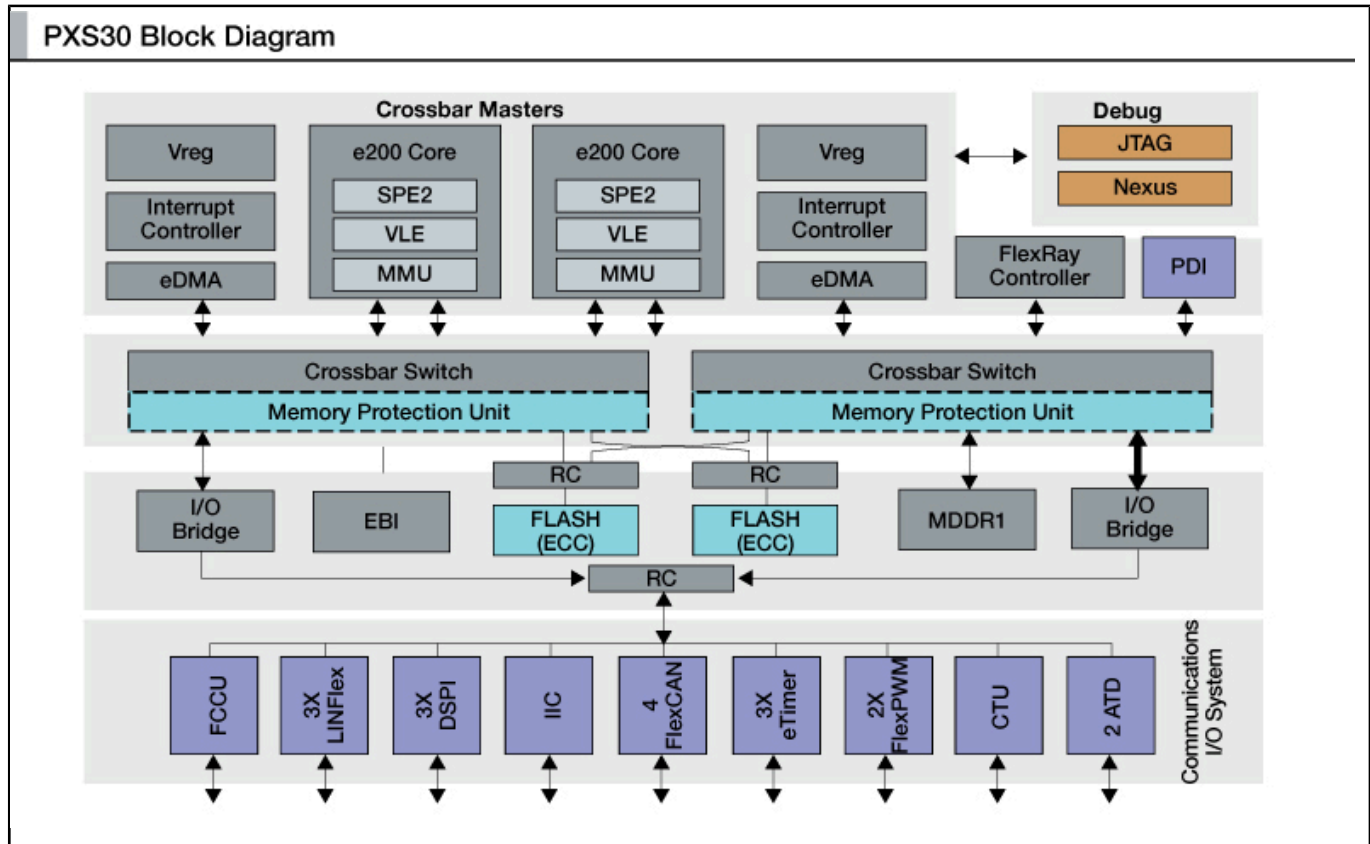 PXS30 Block Diagram
Crossbar Masters
Debug
Vreg
e200 Core
e200 Core
Vreg
JTAG
Nexus
SPE2
SPE2
Interrupt
Controller
VLE
VLE
Interrupt
Controller
FlexRay
Controller
PDI
eDMA
MMU
MMU
eDMA
Crossbar Switch
Crossbar Switch
Memory Protection Unit
Memory Protection Unit
RC
RC
I/O
Bridge
EBI
FLASH
(ECC)
FLASH
(ECC)
MDDR1
I/O
Bridge
RC
FCCU
3X
LINFlex
3X
DSPI
IIC
4
FlexCAN
3X
eTimer
2X
FlexPWM
CTU
2 ATD
Communications
I/O System